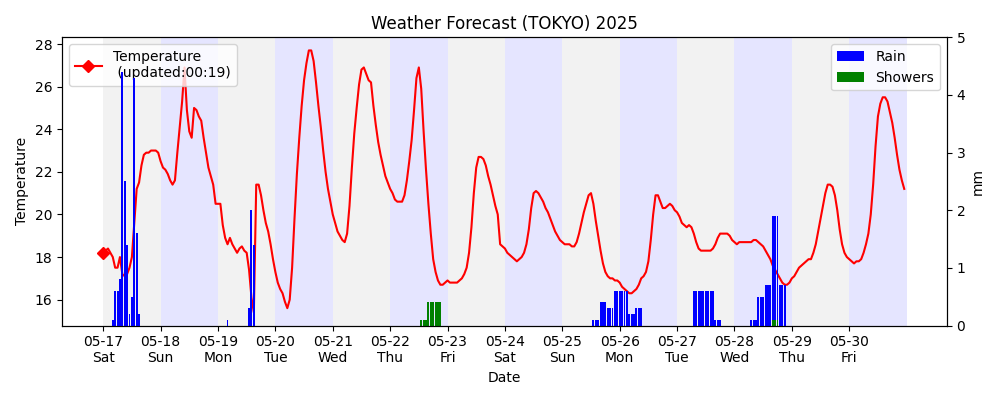 Weather Forecast (TOKYO) 2025
Temperature
(updated:00:19)
Rain
Showers
28
26
24
22
20
18
16
Temperature
5
4
3
2
1
0
mm
05-17 05-18 05-19 05-20 05-21 05-22 05-23 05-24 05-25 05-26 05-27 05-28 05-29 05-30
Sat Sun Mon Tue Wed Thu Fri Sat Sun Mon Tue Wed Thu Fri
Date